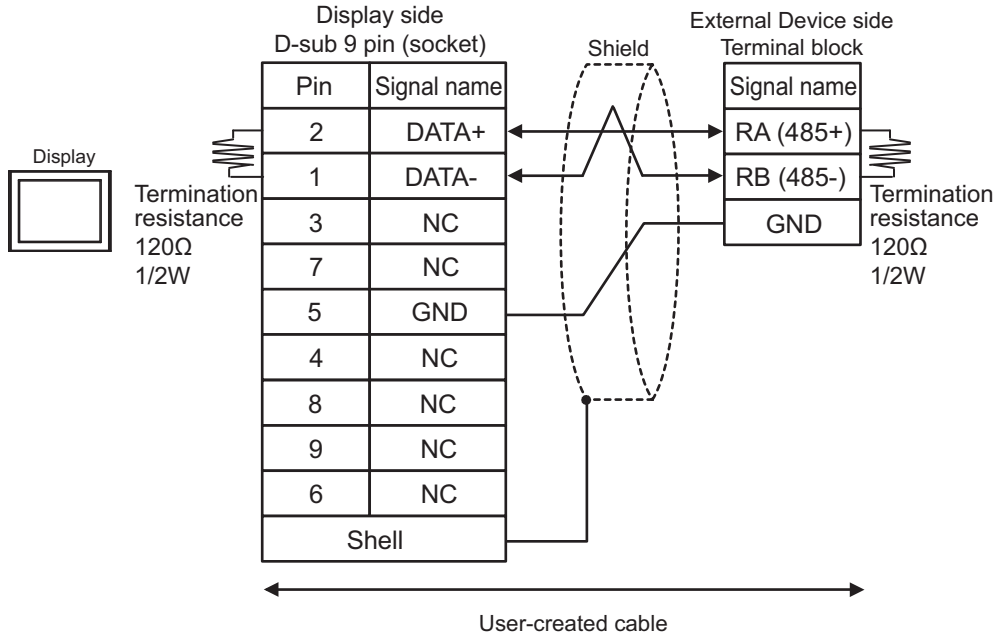 Display side
D-sub 9 pin (socket)
External Device side
Terminal block
Shield
Pin Signal name
Signal name
2 DATA+
RA (485+)
1 DATA-
RB (485-)
3 NC
GND
7 NC
5 GND
4 NC
8 NC
9 NC
6 NC
Shell
Display
Termination
resistance
120Ω
1/2W
Termination
resistance
120Ω
1/2W
User-created cable